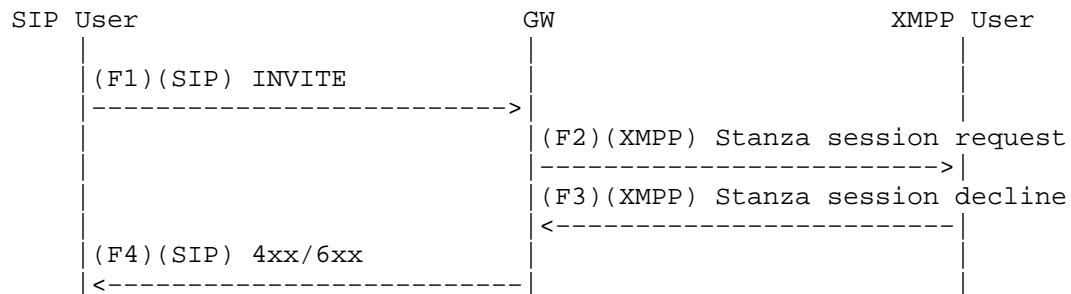 SIP User GW XMPP User
(F1)(SIP) INVITE
(F2)(XMPP) Stanza session request
(F3)(XMPP) Stanza session decline
(F4)(SIP) 4xx/6xx